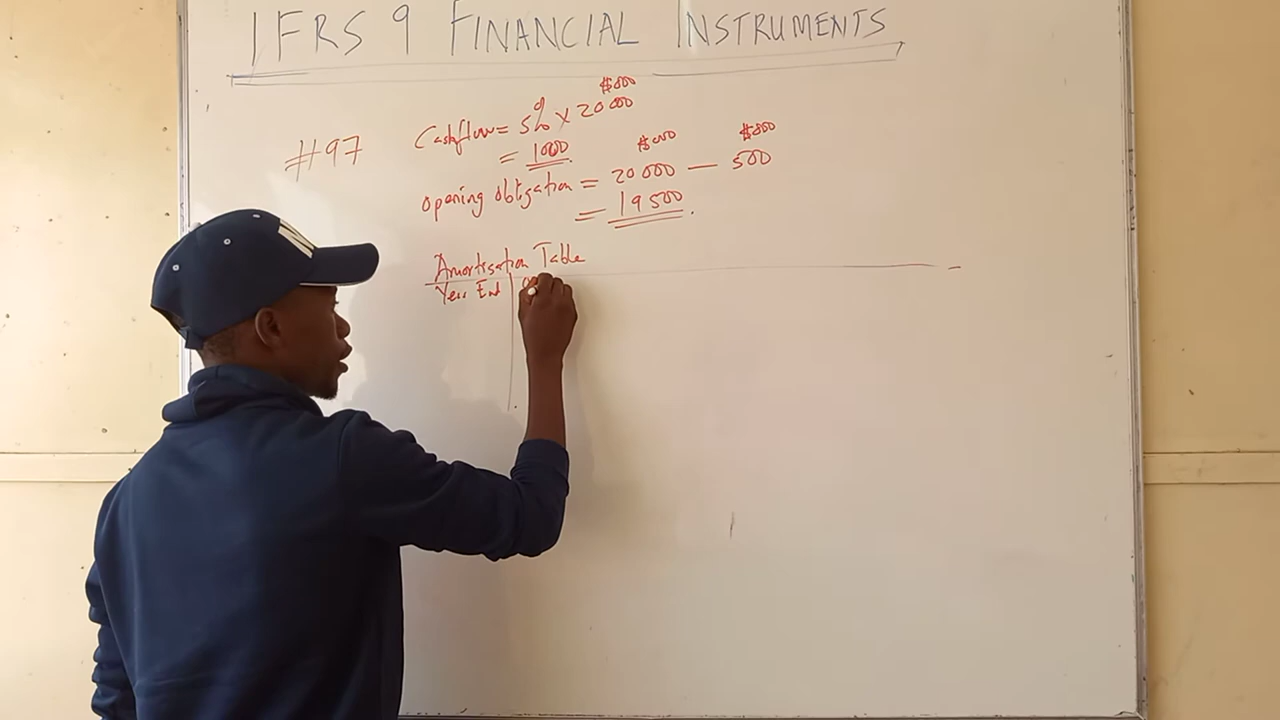 IFRS 9 FINANCIAL INSTRUMENTS
#97
$000
Cashflow = 5% x 20 000
= 1000
$000 $000
opening obligation = 20 000 — 500
= 19 500.
Amortisation Table
Year End